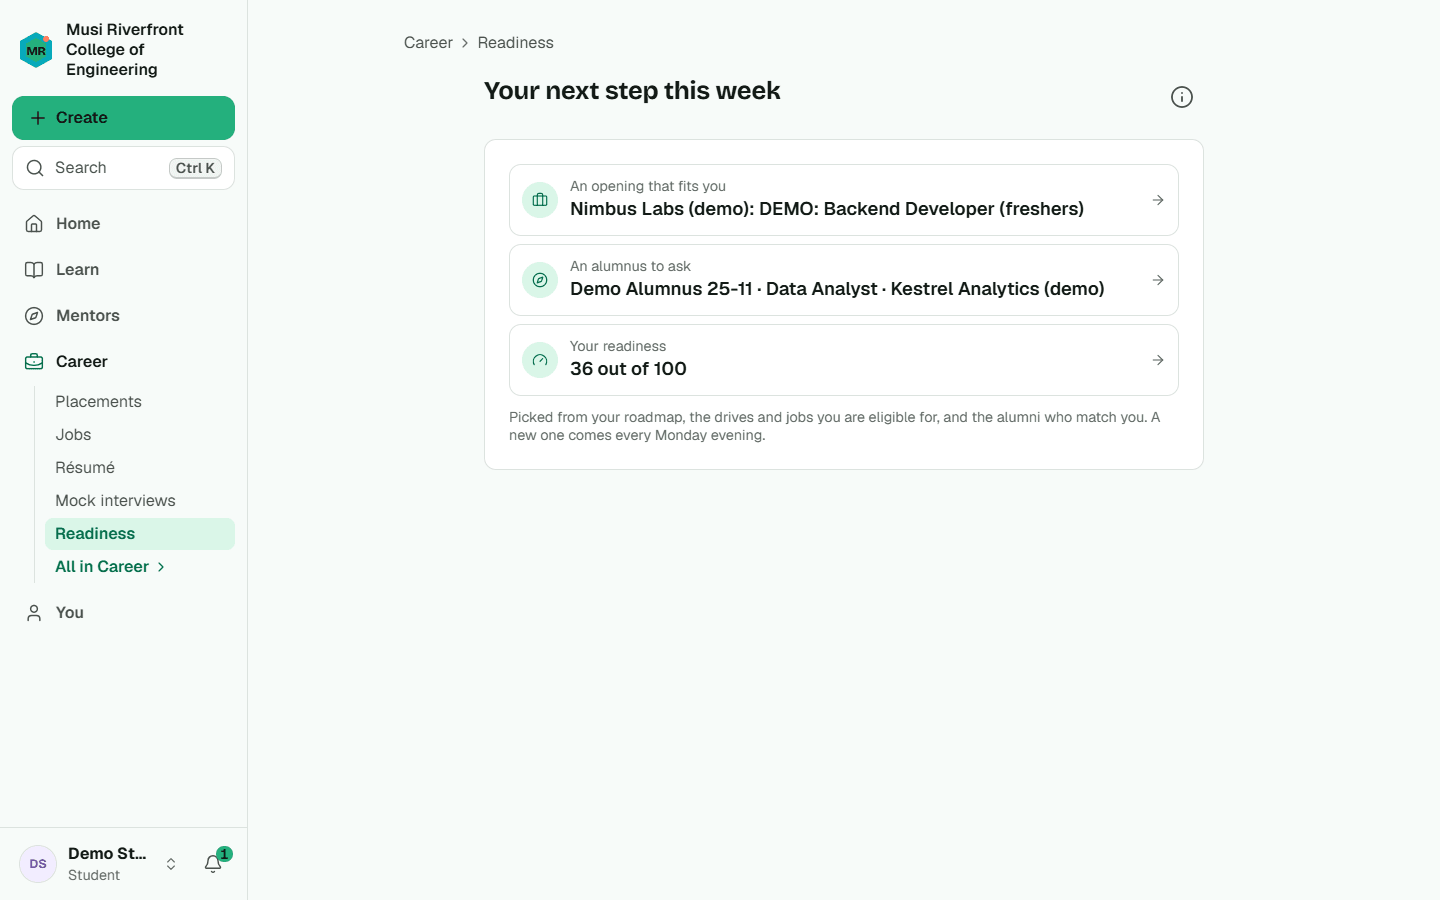 Musi Riverfront
College of
Engineering
MR
Create
Search
Ctrl K
Home
Learn
Mentors
Career
Placements
Jobs
Résumé
Mock interviews
Readiness
All in Career
You
DS
Demo St...
Student
1
Career
Readiness
Your next step this week
An opening that fits you
Nimbus Labs (demo): DEMO: Backend Developer (freshers)
An alumnus to ask
Demo Alumnus 25-11 · Data Analyst · Kestrel Analytics (demo)
Your readiness
36 out of 100
Picked from your roadmap, the drives and jobs you are eligible for, and the alumni who match you. A
new one comes every Monday evening.